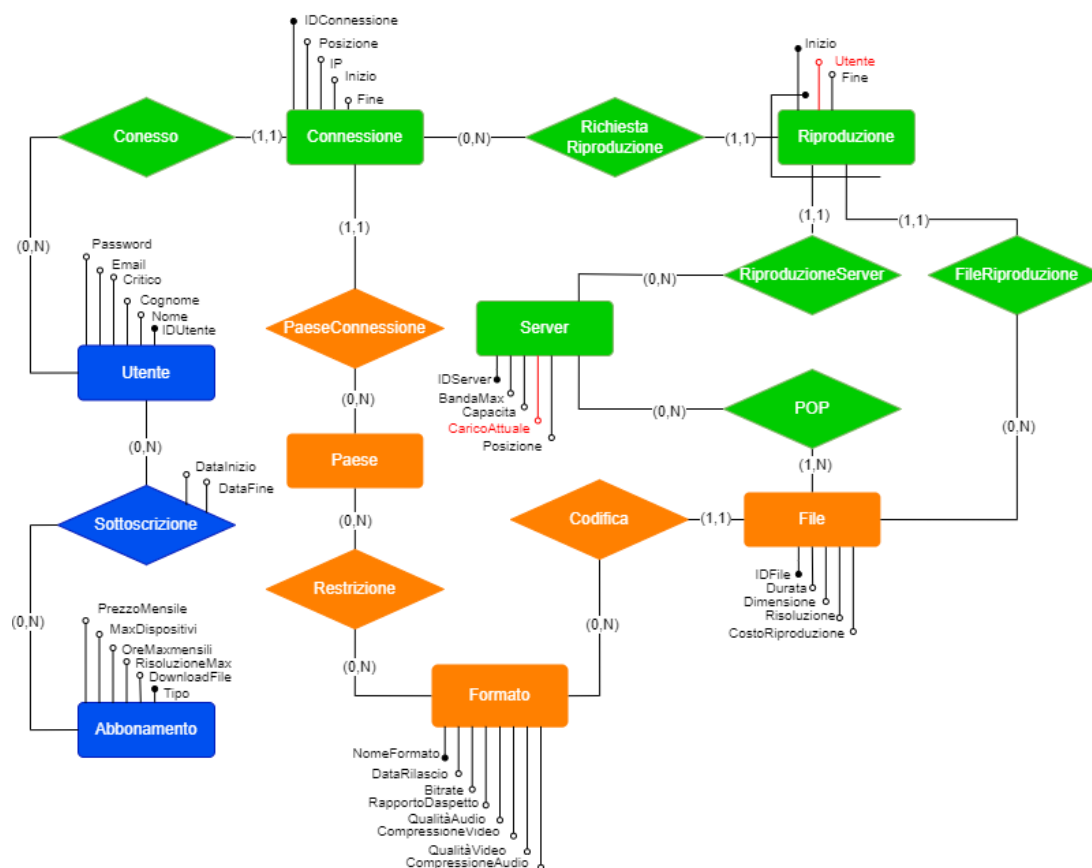 IDConnessione
Posizione
IP
Inizio
Fine
Inizio
Utente
Fine
Conesso
(1,1)
Connessione
(0,N)
Richiesta
Riproduzione
(1,1)
Riproduzione
(0,N)
(1,1)
(1,1)
(1,1)
Password
Email
Critico
Cognome
Nome
IDUtente
Utente
PaeseConnessione
(0,N)
RiproduzioneServer
FileRiproduzione
Server
IDServer
BandaMax
Capacita
CaricoAttuale
Posizione
(0,N)
(0,N)
(0,N)
POP
(0,N)
DataInizio
DataFine
Paese
(1,N)
Sottoscrizione
(0,N)
Codifica
(1,1)
File
IDFile
Durata
Dimensione
Risoluzione
CostoRiproduzione
Restrizione
(0,N)
PrezzoMensile
MaxDispositivi
OreMaxmensili
RisoluzioneMax
DownloadFile
Tipo
Abbonamento
(0,N)
(0,N)
Formato
NomeFormato
DataRilascio
Bitrate
RapportoDaspetto
QualitàAudio
CompressioneVideo
QualitàVideo
CompressioneAudio